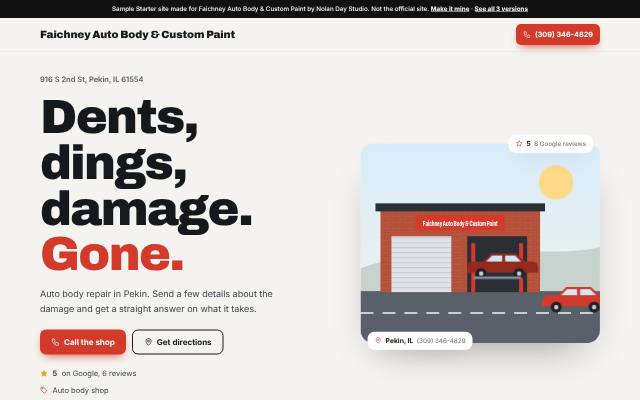 Sample Starter site made for Faichney Auto Body & Custom Paint by Nolan Day Studio. Not the official site. Make it mine · See all 3 versions
Faichney Auto Body & Custom Paint
(309) 346-4829
916 S 2nd St, Pekin, IL 61554
Dents,
dings,
damage.
Gone.
Auto body repair in Pekin. Send a few details about the
damage and get a straight answer on what it takes.
Call the shop
Get directions
5 on Google, 6 reviews
Auto body shop
5 6 Google reviews
Faichney Auto Body & Custom Paint
Pekin, IL (309) 346-4829